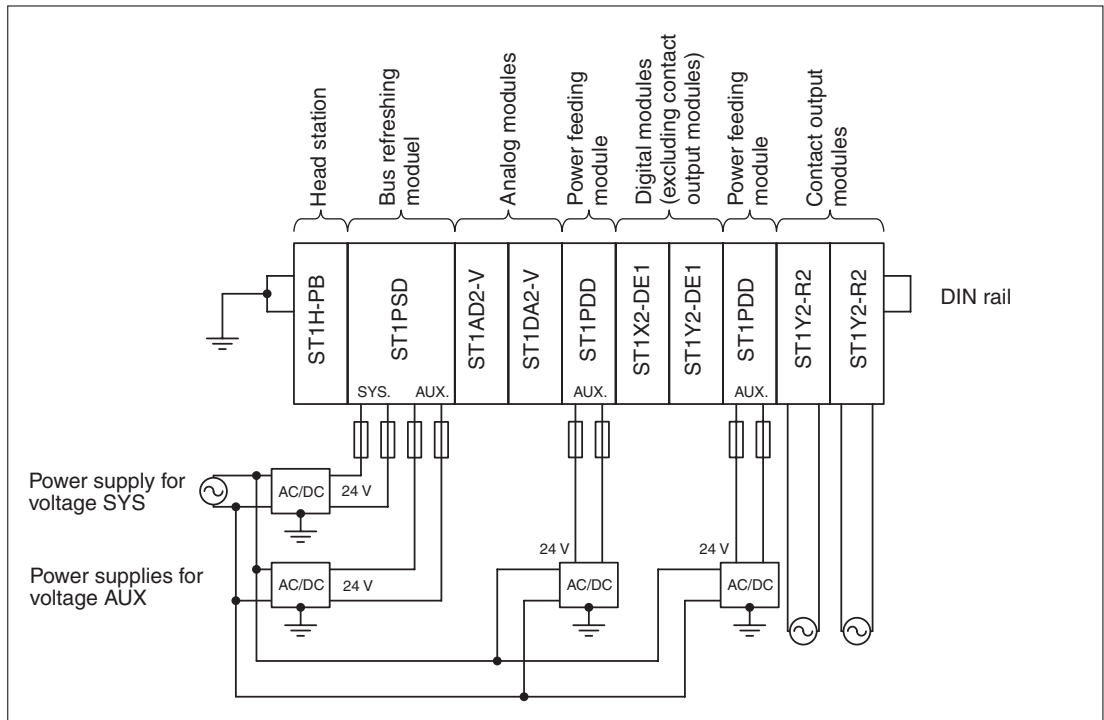 Head station
Bus refreshing
moduel
Analog modules
Power feeding
module
Digital modules
(excluding contact
output modules)
Power feeding
module
Contact output
modules
ST1H-PB
ST1PSD
ST1AD2-V
ST1DA2-V
ST1PDD
ST1X2-DE1
ST1Y2-DE1
ST1PDD
ST1Y2-R2
ST1Y2-R2
DIN rail
SYS.
AUX.
AUX.
AUX.
Power supply for
voltage SYS
AC/DC
24 V
Power supplies for
voltage AUX
AC/DC
24 V
24 V
AC/DC
24 V
AC/DC